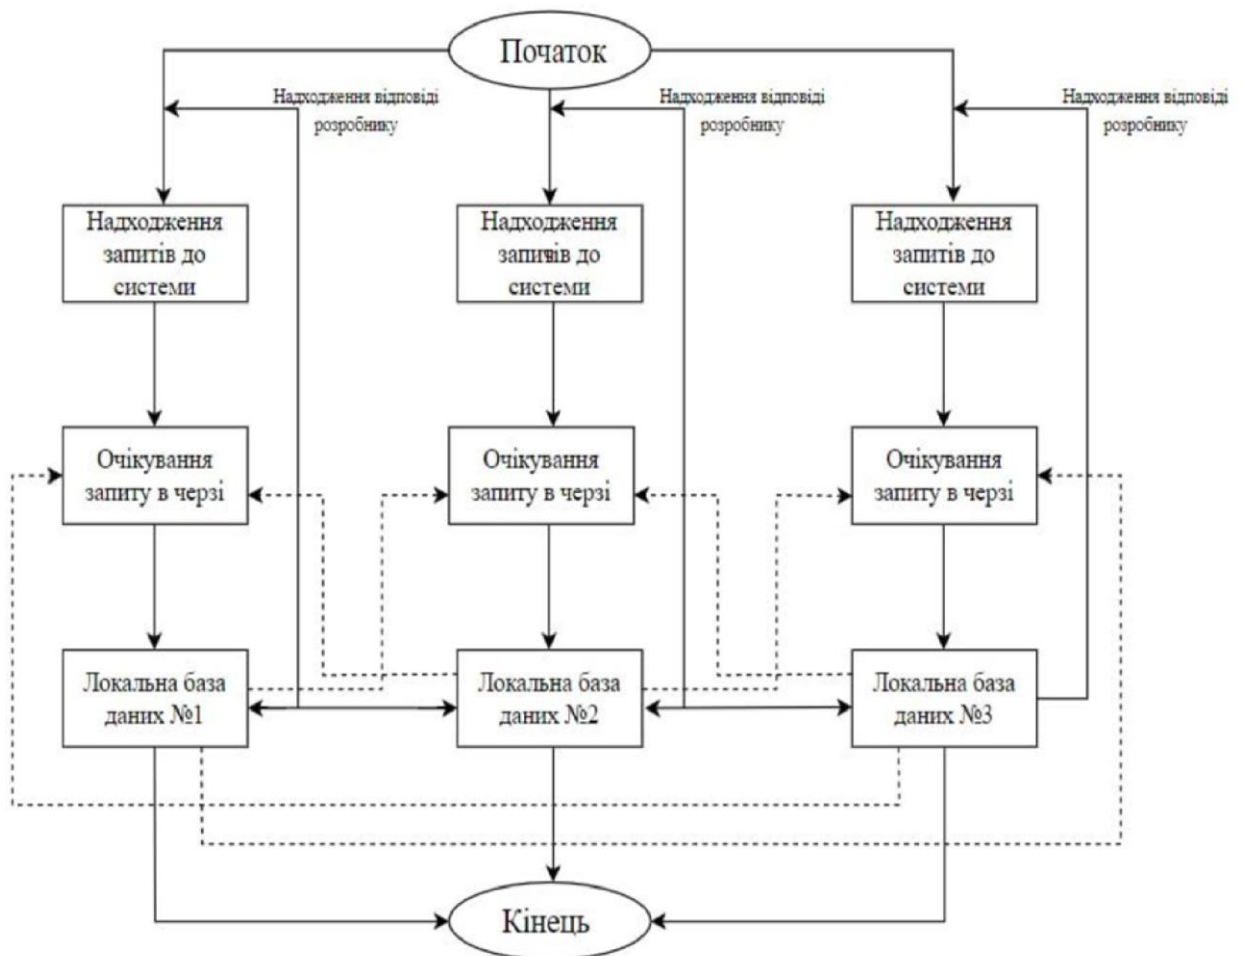 Початок
Надходження відповіді
розробнику
Надходження відповіді
розробнику
Надходження відповіді
розробнику
Надходження
запитів до
системи
Надходження
запитів до
системи
Надходження
запитів до
системи
Очікування
запиту в черзі
Очікування
запиту в черзі
Очікування
запиту в черзі
Локальна база
даних №1
Локальна база
даних №2
Локальна база
даних №3
Кінець